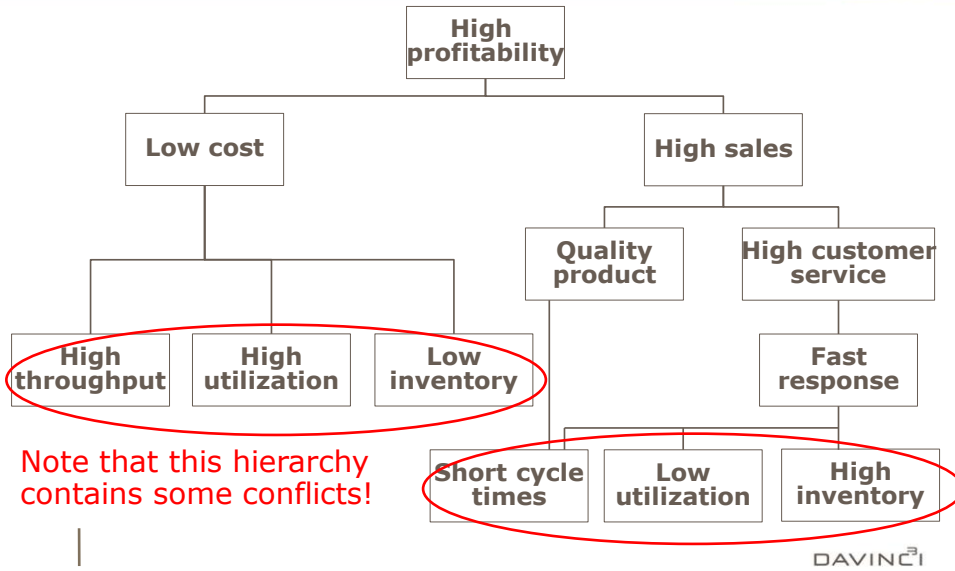 High
profitability
Low cost
High sales
Quality
product
High customer
service
High
throughput
High
utilization
Low
inventory
Fast
response
Note that this hierarchy
contains some conflicts!
Short cycle
times
Low
utilization
High
inventory
DAVINC3I